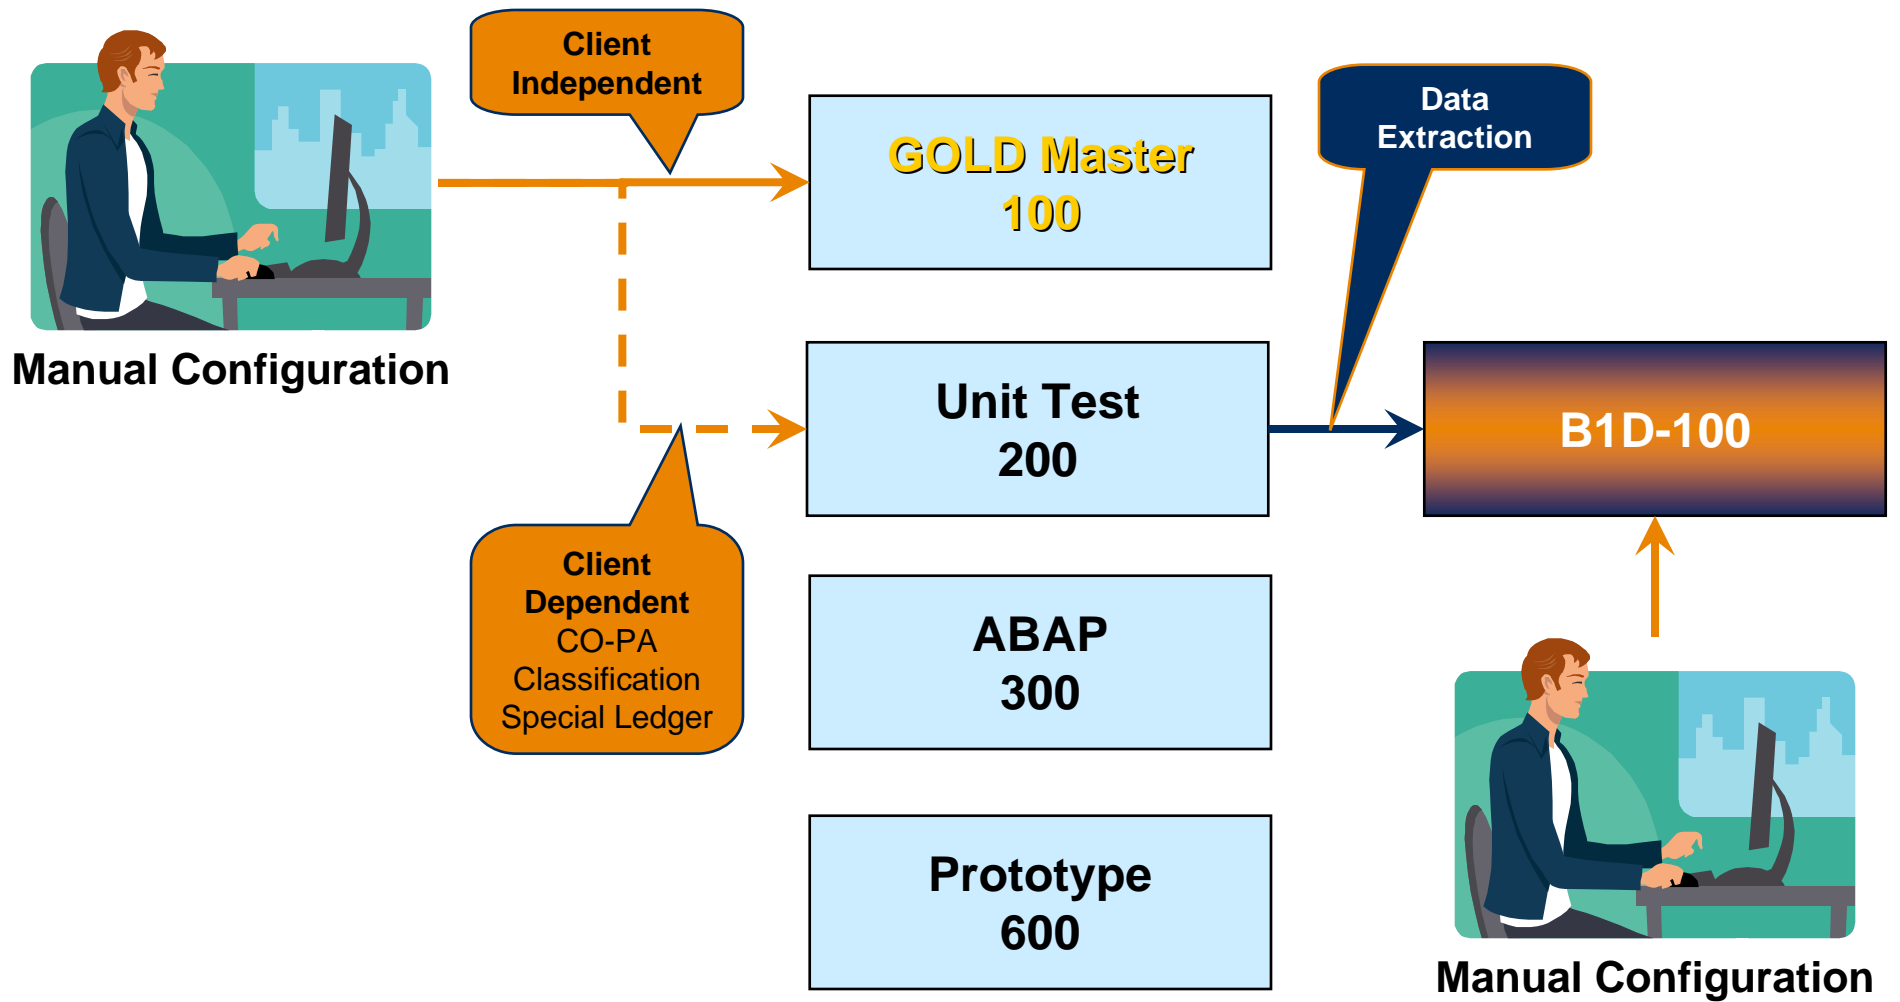 Client
Independent
Data
Extraction
GOLD Master
100
Manual Configuration
Unit Test
200
B1D-100
Client
Dependent
CO-PA
Classification
Special Ledger
ABAP
300
Prototype
600
Manual Configuration